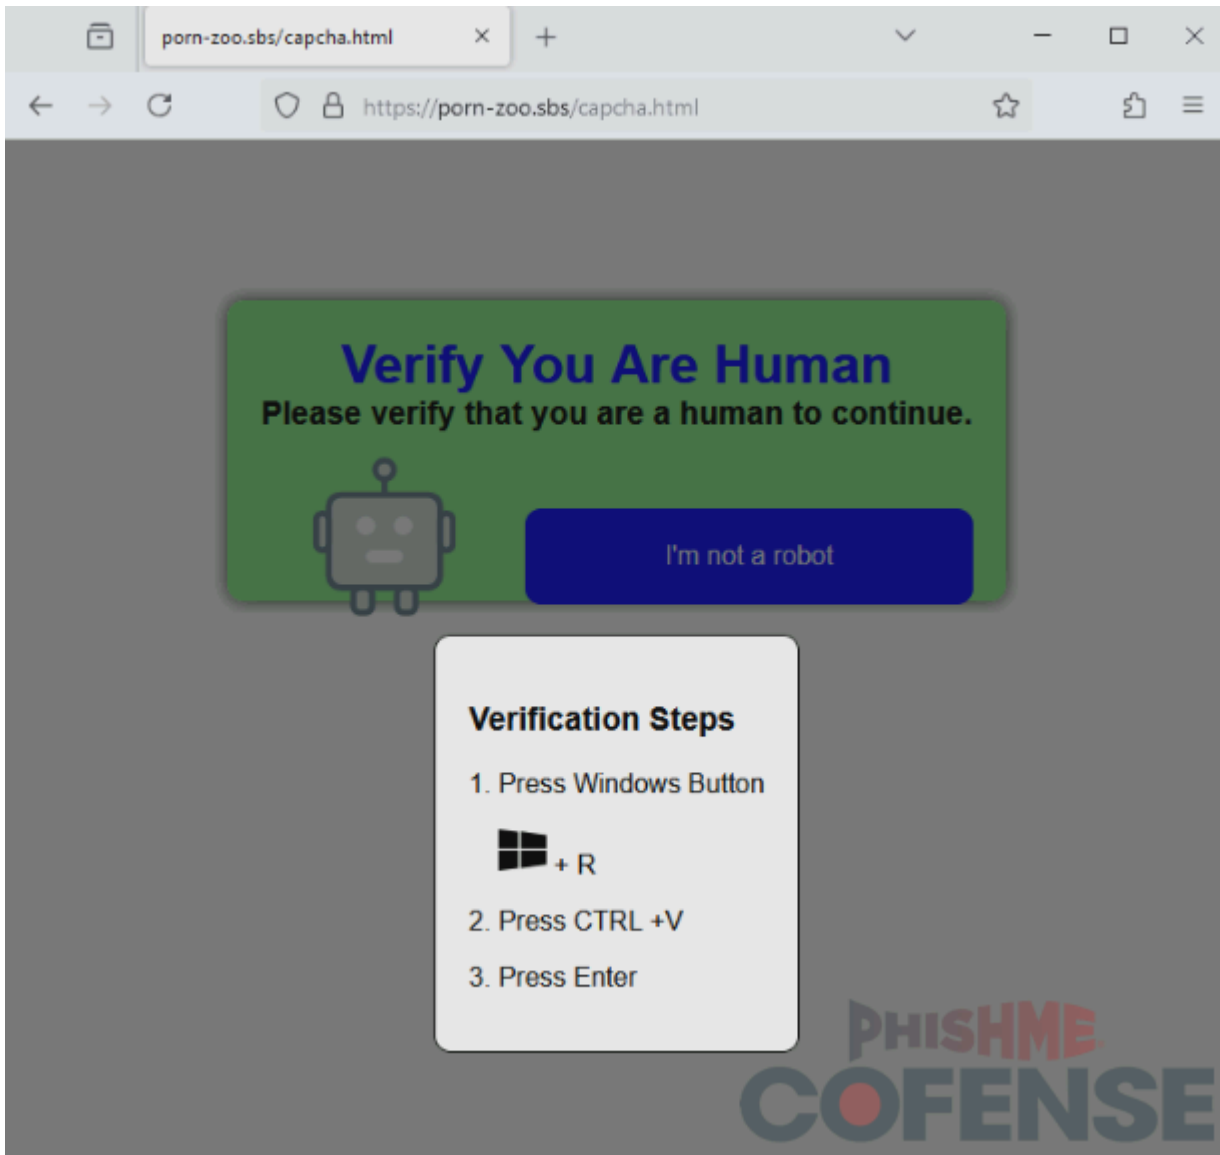 porn-zoo.sbs/capcha.html
https://porn-zoo.sbs/capcha.html
Verify You Are Human
Please verify that you are a human to continue.
I'm not a robot
Verification Steps
1. Press Windows Button
+ R
2. Press CTRL +V
3. Press Enter
PHISHME
COFENSE